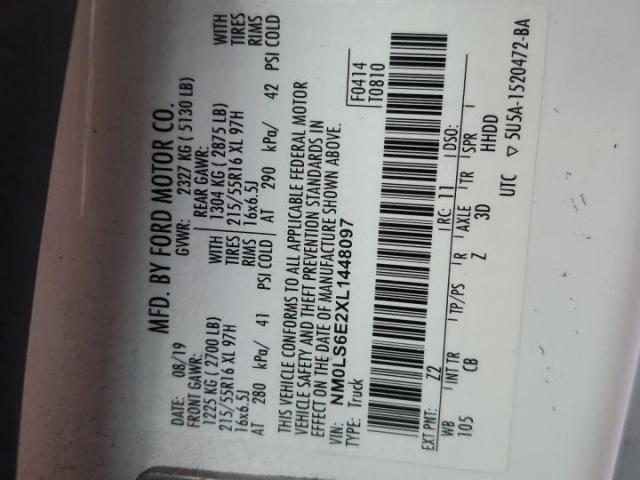 MFD. BY FORD MOTOR CO.
DATE: 08/19 GVWR: 2327 KG ( 5130 LB)
FRONT GAWR: REAR GAWR:
1225 KG ( 2700 LB) WITH 1304 KG ( 2875 LB) WITH
215/55R16 XL 97H TIRES 215/55R16 XL 97H TIRES
16x6.5J RIMS 16x6.5J RIMS
AT 280 kPa/ 41 PSI COLD AT 290 kPa/ 42 PSI COLD
THIS VEHICLE CONFORMS TO ALL APPLICABLE FEDERAL MOTOR
VEHICLE SAFETY AND THEFT PREVENTION STANDARDS IN
EFFECT ON THE DATE OF MANUFACTURE SHOWN ABOVE.
VIN: NM0LS6E2XL1448097 F0414
TYPE: Truck T0810
EXT PNT: Z2 RC: 11 DSO:
WB INT TR TP/PS R AXLE TR SPR
105 CB Z 3D HHDD
UTC ▽ 5U5A-1520472-BA